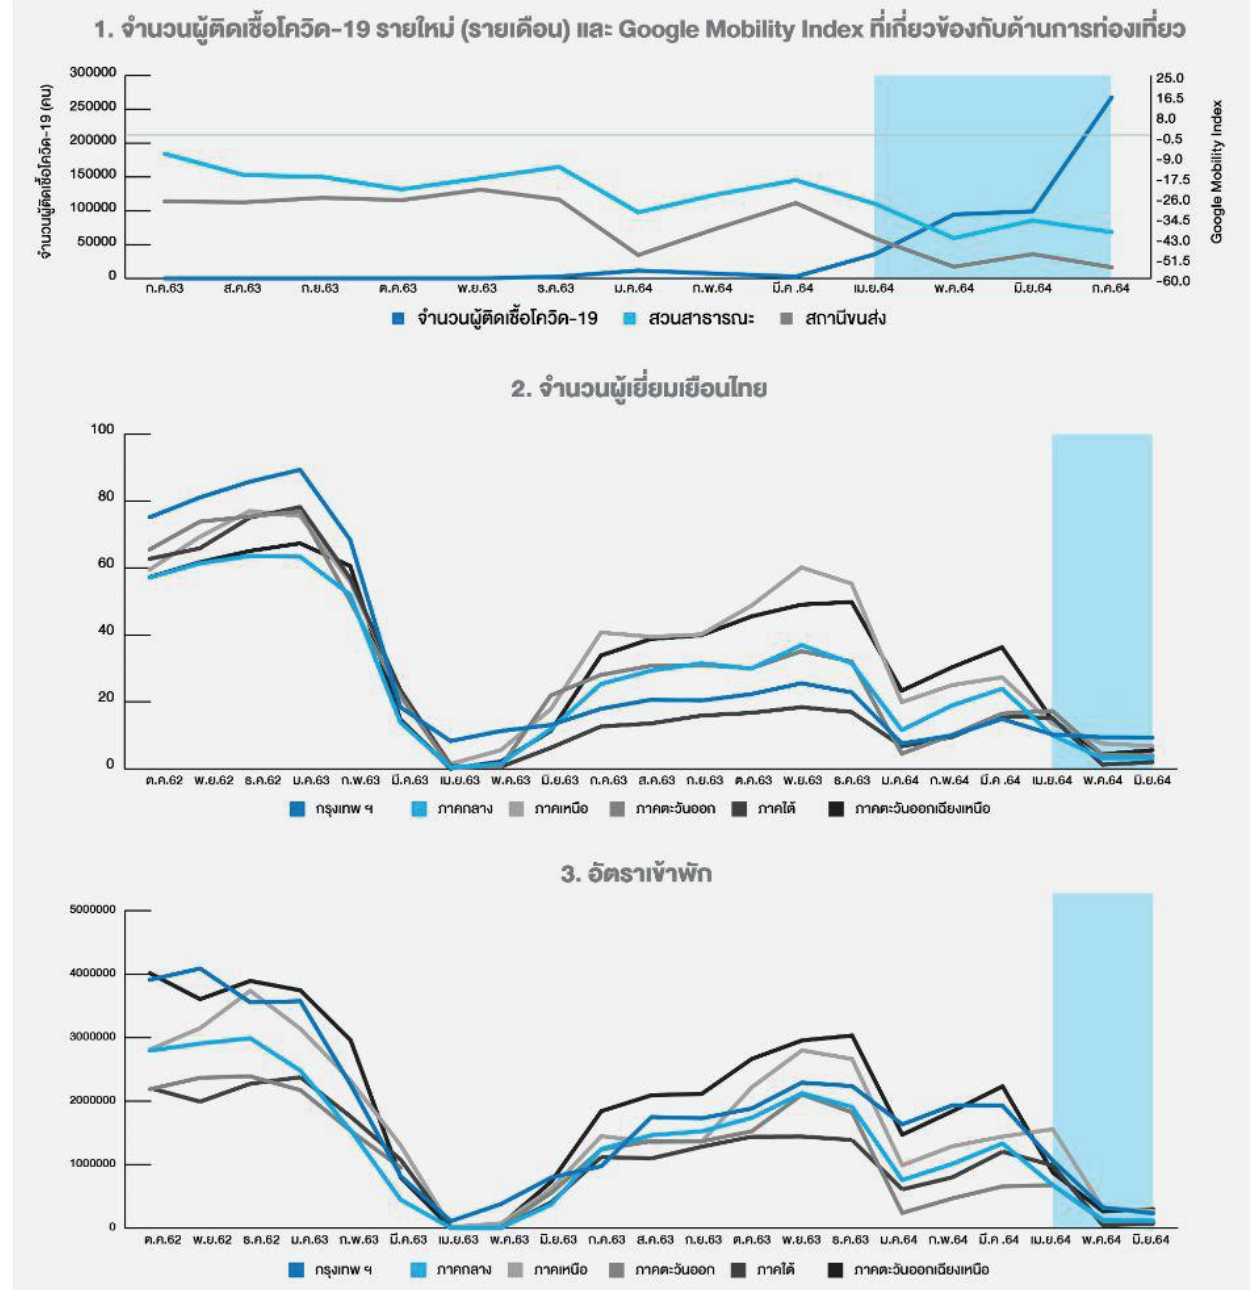 1. จำนวนผู้ติดเชื้อโควิด-19 รายใหม่ (รายเดือน) และ Google Mobility Index ที่เกี่ยวข้องกับด้านการท่องเที่ยว
จำนวนผู้ติดเชื้อโควิด-19 (คน)
300000
250000
200000
150000
100000
50000
0
25.0
16.5
8.0
-0.5
-9.0
-17.5
-26.0
-34.5
-43.0
-51.5
-60.0
Google Mobility Index
ก.ค.63 ส.ค.63 ก.ย.63 ต.ค.63 พ.ย.63 ธ.ค.63 ม.ค.64 ก.พ.64 มี.ค.64 เม.ย.64 พ.ค.64 มิ.ย.64 ก.ค.64
จำนวนผู้ติดเชื้อโควิด-19 สวนสาธารณะ สถานีขนส่ง
2. จำนวนผู้เยี่ยมเยือนไทย
100
80
60
40
20
0
ต.ค.62 พ.ย.62 ธ.ค.62 ม.ค.63 ก.พ.63 มี.ค.63 เม.ย.63 พ.ค.63 มิ.ย.63 ก.ค.63 ส.ค.63 ก.ย.63 ต.ค.63 พ.ย.63 ธ.ค.63 ม.ค.64 ก.พ.64 มี.ค.64 เม.ย.64 พ.ค.64 มิ.ย.64
กรุงเทพ ฯ ภาคกลาง ภาคเหนือ ภาคตะวันออก ภาคใต้ ภาคตะวันออกเฉียงเหนือ
3. อัตราเข้าพัก
5000000
4000000
3000000
2000000
1000000
0
ต.ค.62 พ.ย.62 ธ.ค.62 ม.ค.63 ก.พ.63 มี.ค.63 เม.ย.63 พ.ค.63 มิ.ย.63 ก.ค.63 ส.ค.63 ก.ย.63 ต.ค.63 พ.ย.63 ธ.ค.63 ม.ค.64 ก.พ.64 มี.ค.64 เม.ย.64 พ.ค.64 มิ.ย.64
กรุงเทพ ฯ ภาคกลาง ภาคเหนือ ภาคตะวันออก ภาคใต้ ภาคตะวันออกเฉียงเหนือ